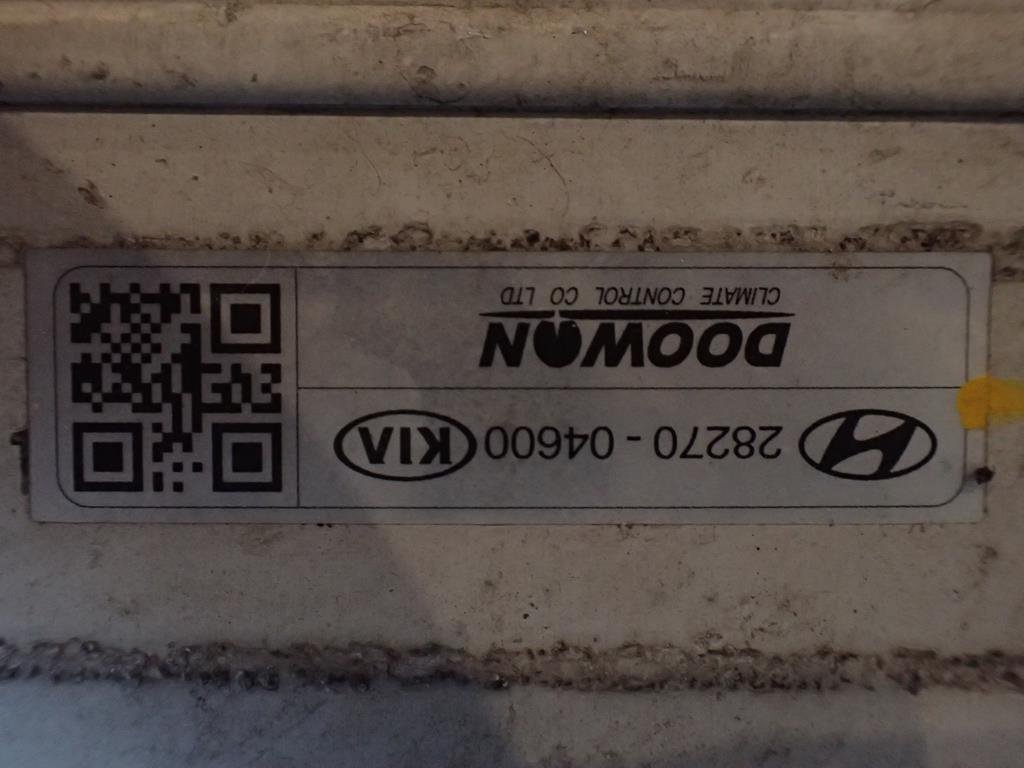 28270 - 04600 KIA
DOOWON
CLIMATE CONTROL CO LTD